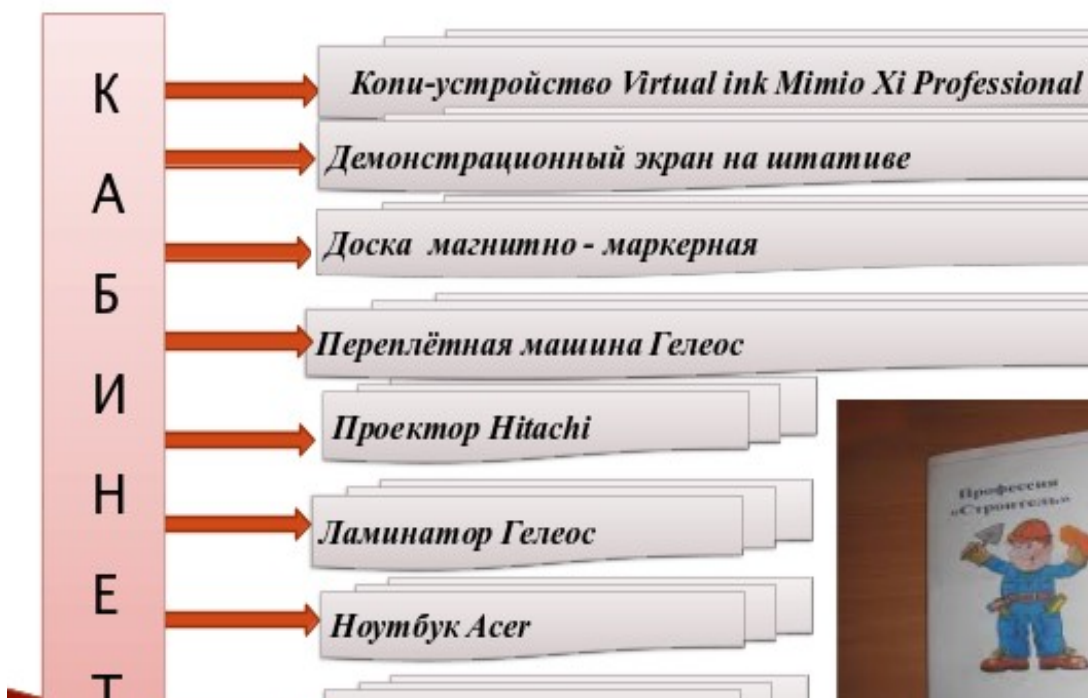 КАБИНЕТ
Копи-устройство Virtual ink Mimio Xi Professional
Демонстрационный экран на штативе
Доска магнитно - маркерная
Переплётная машина Гелеос
Проектор Hitachi
Ламинатор Гелеос
Ноутбук Acer
Профессия
«Строитель»